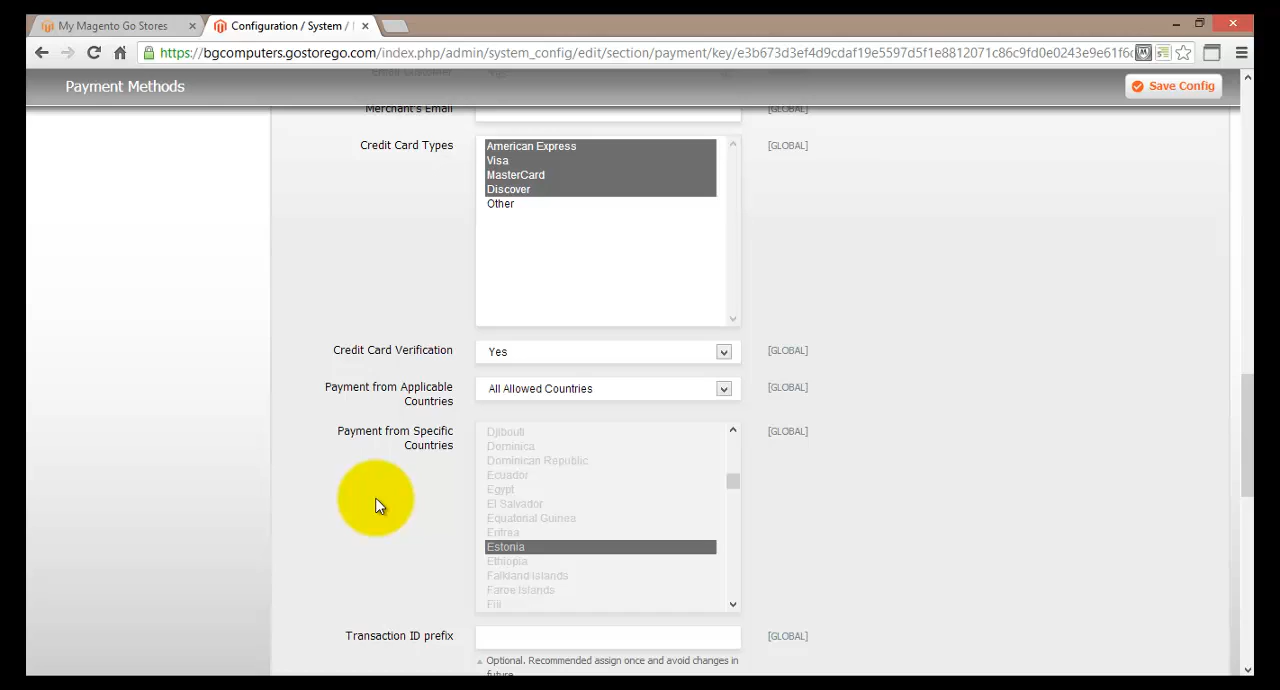 My Magento Go Stores
Configuration / System /
https://bgcomputers.gostorego.com/index.php/admin/system_config/edit/section/payment/key/e3b673d3ef4d9cdaf19e5597d5f1e8812071c86c9fd0e0243e9e61f6c
Payment Methods
Save Config
Email Customer
Merchant's Email
[GLOBAL]
Credit Card Types
American Express
[GLOBAL]
Visa
MasterCard
Discover
Other
Credit Card Verification
Yes
[GLOBAL]
Payment from Applicable
Countries
All Allowed Countries
[GLOBAL]
Payment from Specific
Countries
Djibouti
[GLOBAL]
Dominica
Dominican Republic
Ecuador
Egypt
El Salvador
Equatorial Guinea
Eritrea
Estonia
Ethiopia
Falkland Islands
Faroe Islands
Fiji
Transaction ID prefix
[GLOBAL]
Optional. Recommended assign once and avoid changes in
future